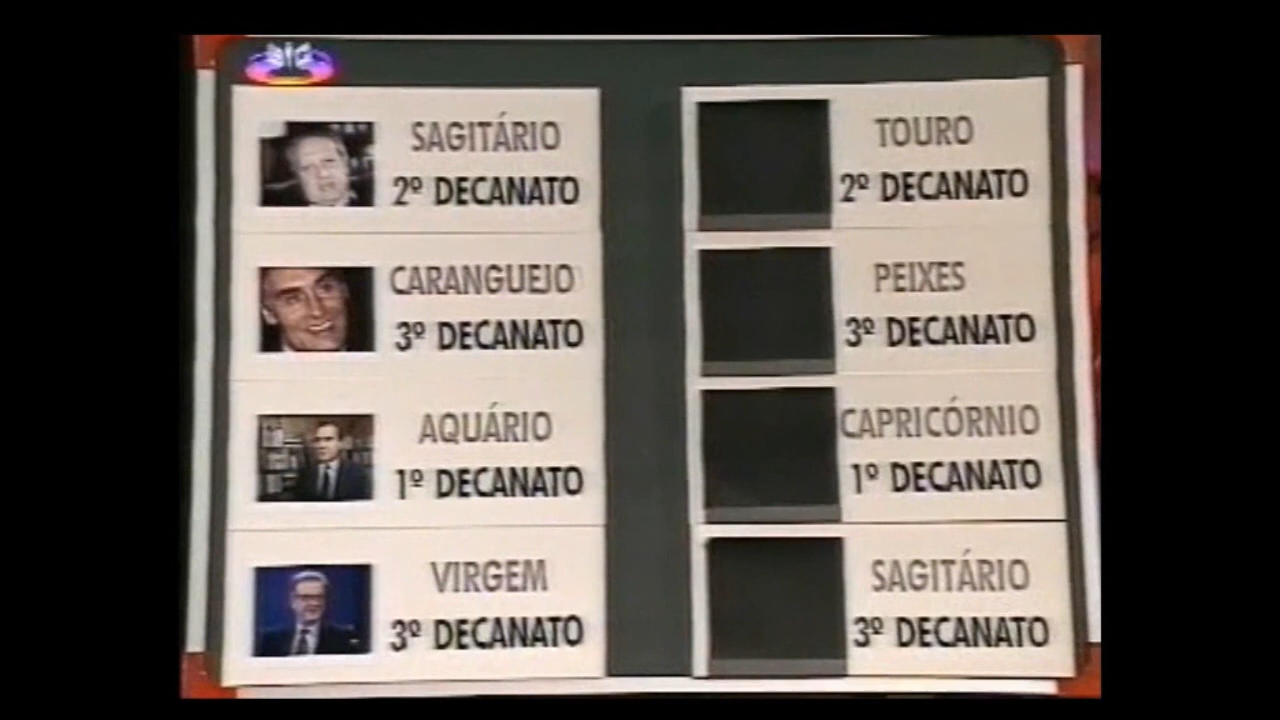 SIC
SAGITÁRIO
2º DECANATO
CARANGUEJO
3º DECANATO
AQUÁRIO
1º DECANATO
VIRGEM
3º DECANATO
TOURO
2º DECANATO
PEIXES
3º DECANATO
CAPRICÓRNIO
1º DECANATO
SAGITÁRIO
3º DECANATO